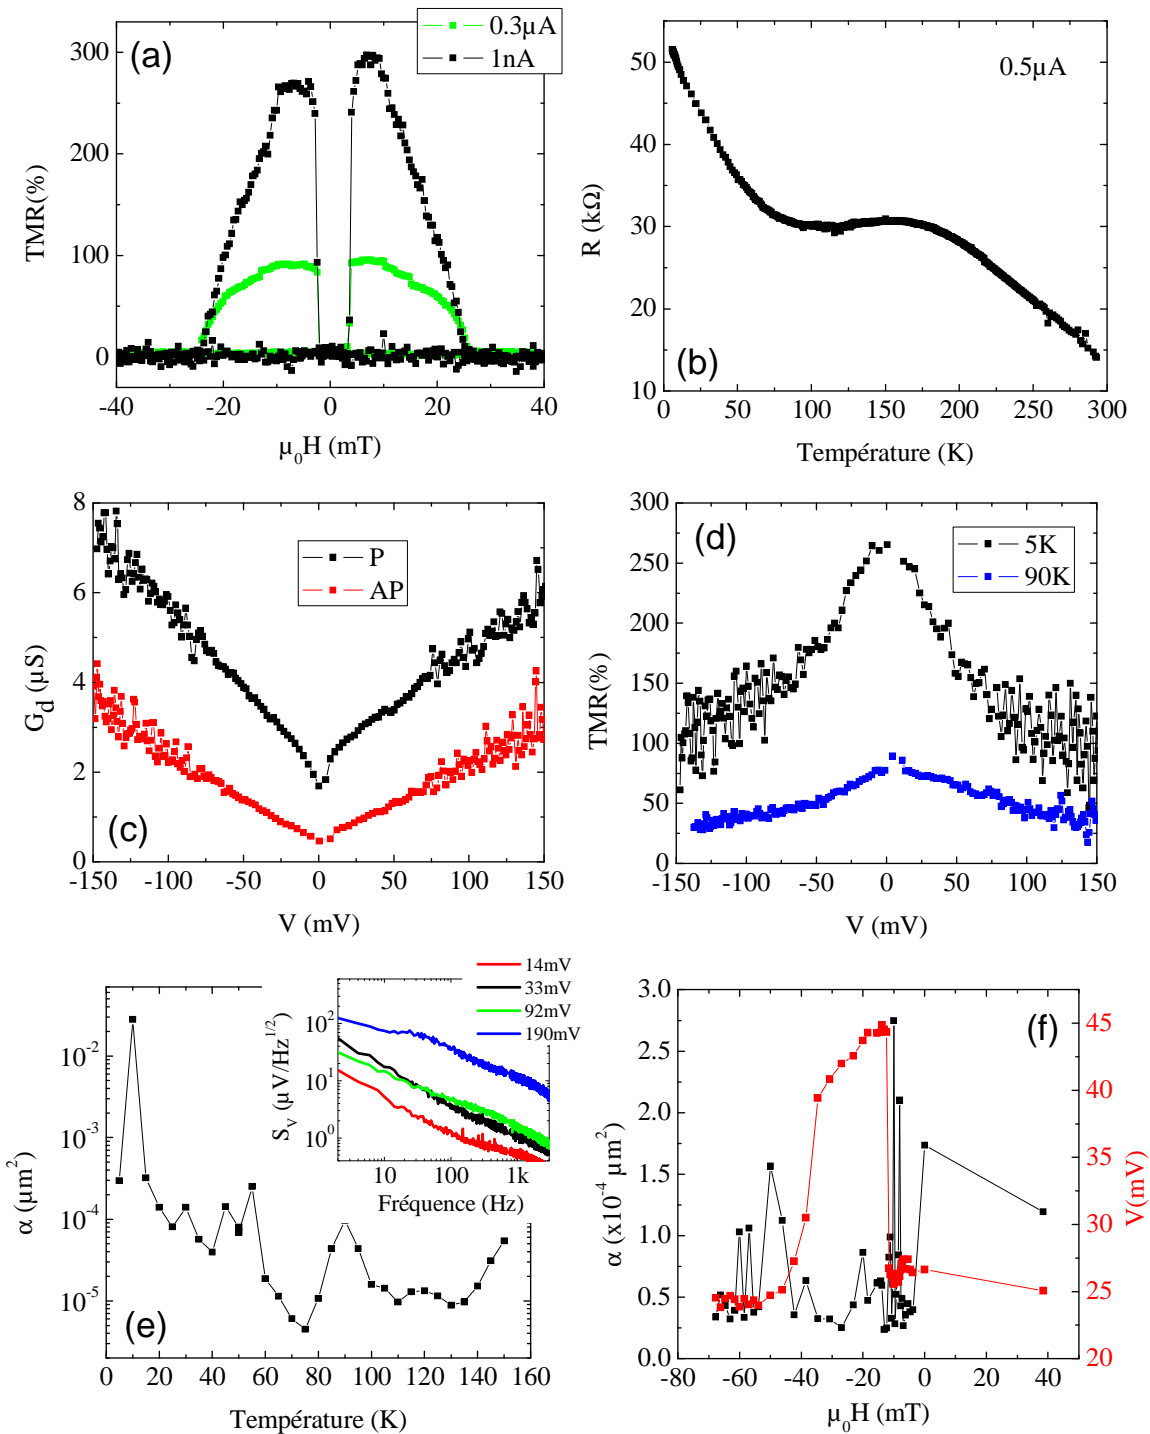 (a)
0.3µA
1nA
300
200
100
0
TMR(%)
-40 -20 0 20 40
µ₀H (mT)
0.5µA
50
40
30
20
10
R (kΩ)
(b)
0 50 100 150 200 250 300
Température (K)
8
6
4
2
0
G_d (µS)
P
AP
(c)
-150 -100 -50 0 50 100 150
V (mV)
300
250
200
150
100
50
0
TMR(%)
(d)
5K
90K
-150 -100 -50 0 50 100 150
V (mV)
10⁻²
10⁻³
10⁻⁴
10⁻⁵
α (µm²)
(e)
0 20 40 60 80 100 120 140 160
Température (K)
14mV
33mV
92mV
190mV
10²
10¹
10⁰
S_V (µV/Hz^1/2)
10 100 1k
Fréquence (Hz)
3.0
2.5
2.0
1.5
1.0
0.5
0.0
α (x10⁻⁴ µm²)
(f)
45
40
35
30
25
20
V(mV)
-80 -60 -40 -20 0 20 40
µ₀H (mT)